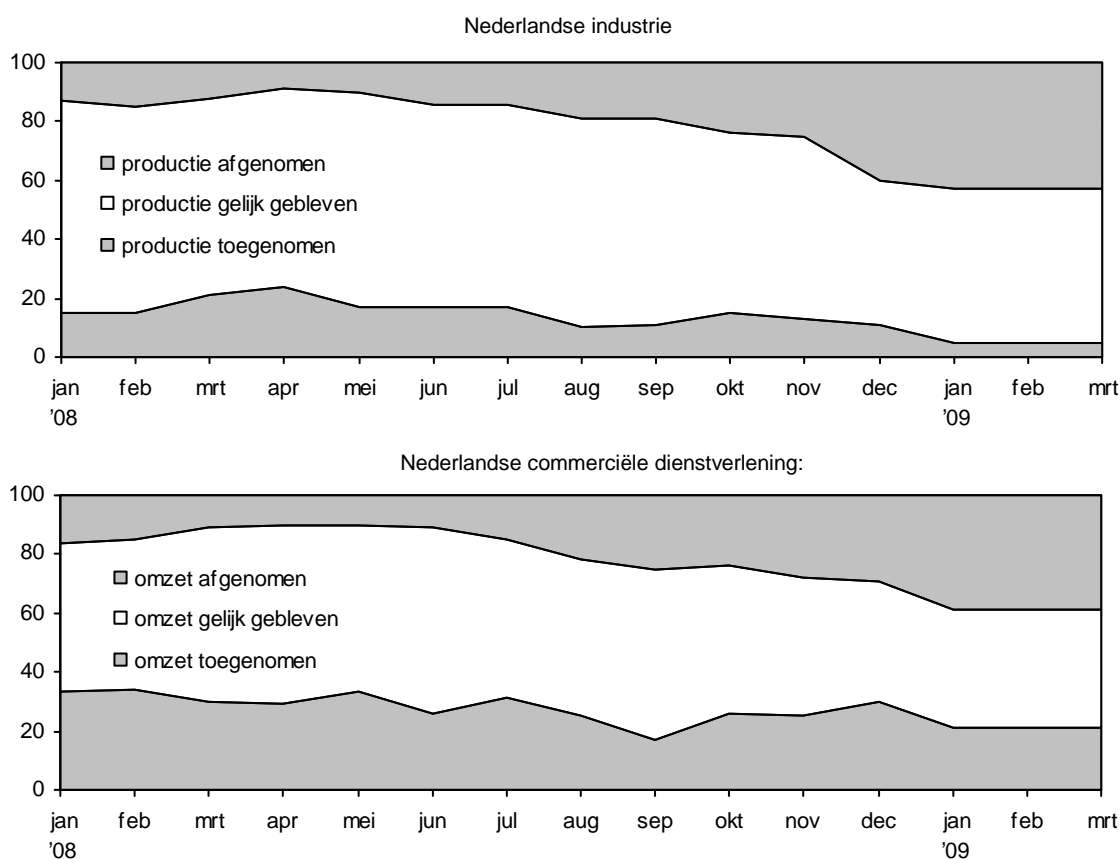 Nederlandse industrie
100
80
60
40
20
0
productie afgenomen
productie gelijk gebleven
productie toegenomen
jan feb mrt apr mei jun jul aug sep okt nov dec jan feb mrt
'08 '09
Nederlandse commerciële dienstverlening:
100
80
60
40
20
0
omzet afgenomen
omzet gelijk gebleven
omzet toegenomen
jan feb mrt apr mei jun jul aug sep okt nov dec jan feb mrt
'08 '09